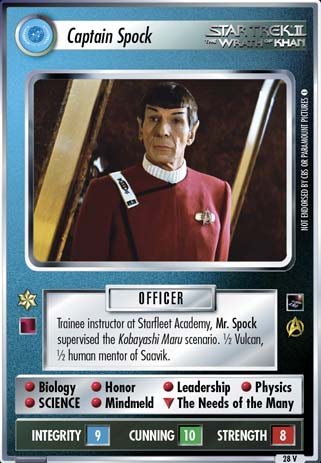 Captain Spock
STAR TREK II
THE WRATH OF KHAN
NOT ENDORSED BY CBS OR PARAMOUNT PICTURES
OFFICER
Trainee instructor at Starfleet Academy, Mr. Spock
supervised the Kobayashi Maru scenario. ½ Vulcan,
½ human mentor of Saavik.
Biology Honor Leadership Physics
SCIENCE Mindmeld The Needs of the Many
INTEGRITY 9 CUNNING 10 STRENGTH 8
28 V